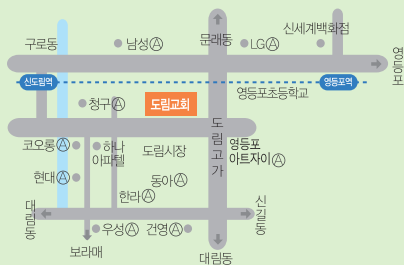 신세계백화점
구로동
남성Ⓐ
문래동
LGⒶ
영등포
신도림역
영등포역
영등포초등학교
청구Ⓐ
도림교회
도림고가
코오롱Ⓐ
하나
아파텔
도림시장
영등포
아트자이Ⓐ
현대Ⓐ
동아Ⓐ
한라Ⓐ
대림동
신길동
우성Ⓐ
건영Ⓐ
보라매
대림동